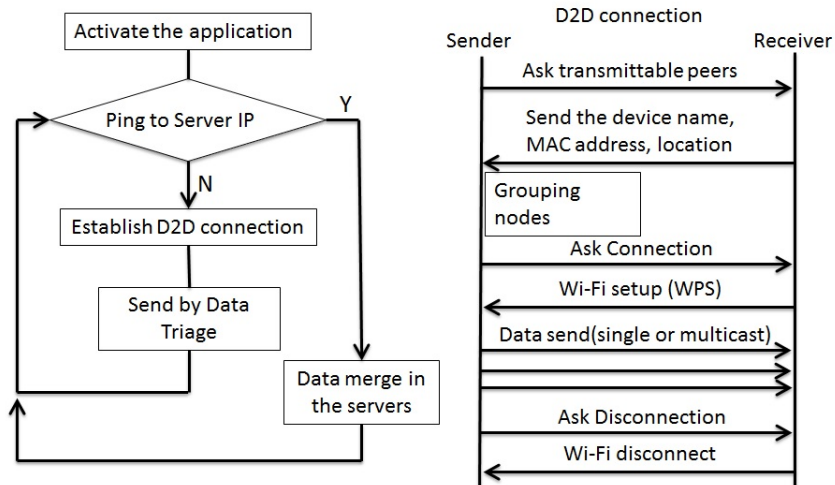 Activate the application
Ping to Server IP
Y
N
Establish D2D connection
Send by Data
Triage
Data merge in
the servers
D2D connection
Sender
Receiver
Ask transmittable peers
Send the device name,
MAC address, location
Grouping
nodes
Ask Connection
Wi-Fi setup (WPS)
Data send(single or multicast)
Ask Disconnection
Wi-Fi disconnect